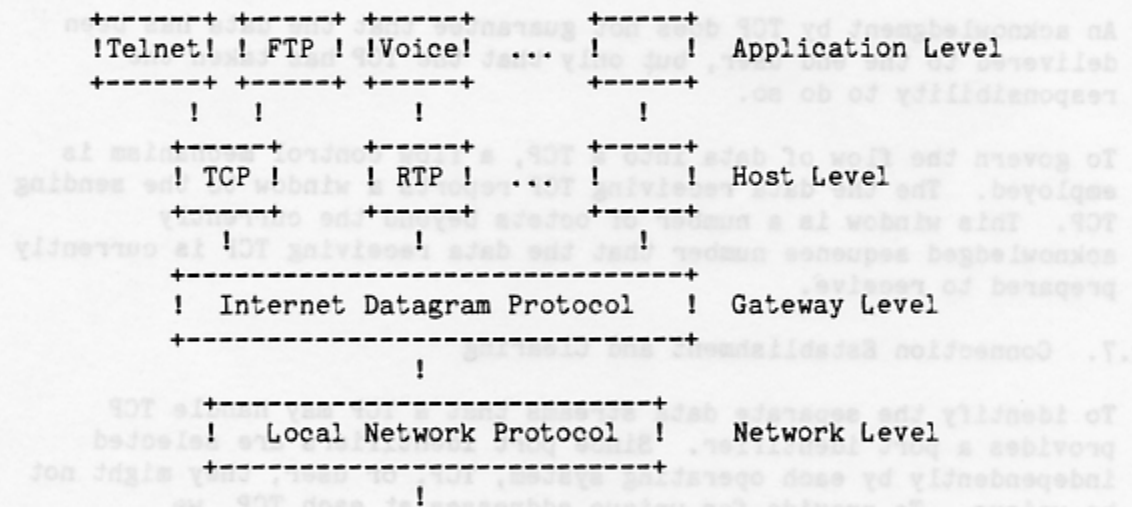 +------+ +-----+ +-----+       +-----+
!Telnet! ! FTP ! !Voice!  ...  !     !  Application Level
+------+ +-----+ +-----+       +-----+
!   !         !             !
+-----+     +-----+       +-----+
! TCP !     ! RTP !  ...  !     !  Host Level
+-----+     +-----+       +-----+
!           !             !
+-------------------------------+
!  Internet Datagram Protocol   !  Gateway Level
+-------------------------------+
!
+---------------------------+
!   Local Network Protocol  !    Network Level
+---------------------------+
!